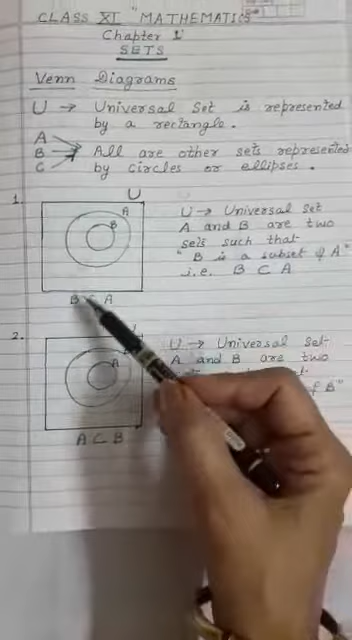 CLASS XI "MATHEMATICS
Chapter 1
SETS
Venn Diagrams
U → Universal Set is represented
by a rectangle.
A
B → All are other sets represented
C by circles or ellipses.
1.
U
A
B
B ⊂ A
U → Universal Set
A and B are two
sets such that
"B is a subset of A"
i.e. B ⊂ A
2.
A
A ⊂ B
U → Universal Set
A and B are two
of B"